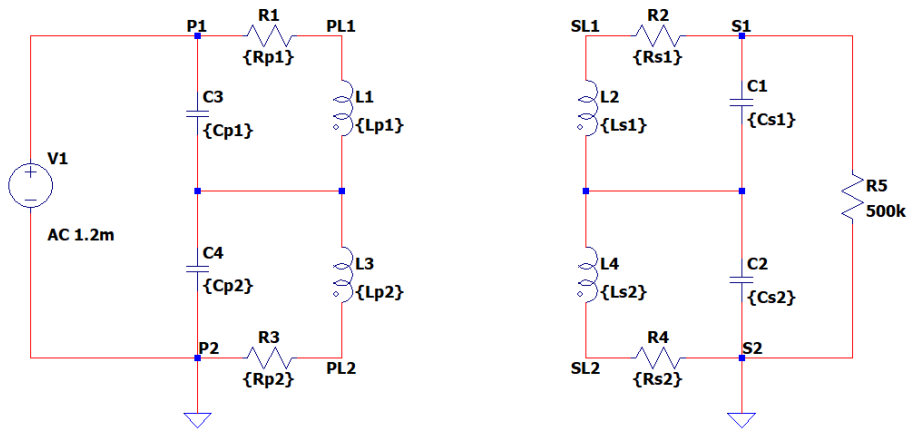 P1
R1
PL1
{Rp1}
SL1
R2
S1
{Rs1}
C3
{Cp1}
L1
{Lp1}
L2
{Ls1}
C1
{Cs1}
V1
AC 1.2m
R5
500k
C4
{Cp2}
L3
{Lp2}
L4
{Ls2}
C2
{Cs2}
P2
R3
PL2
{Rp2}
SL2
R4
S2
{Rs2}